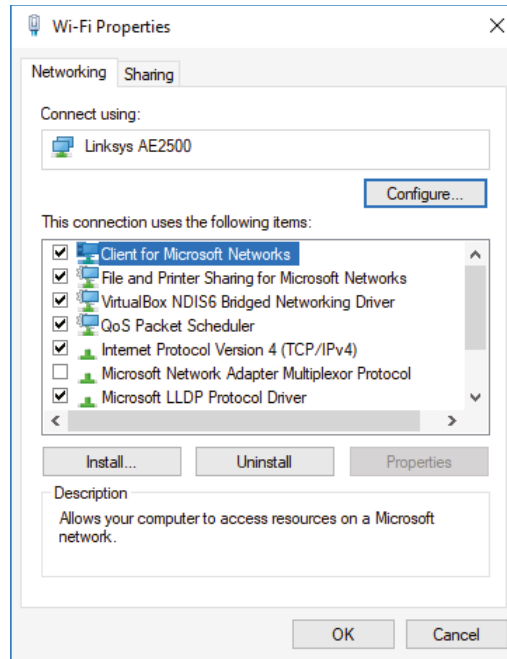 Wi-Fi Properties
Networking
Sharing
Connect using:
Linksys AE2500
Configure...
This connection uses the following items:
Client for Microsoft Networks
File and Printer Sharing for Microsoft Networks
VirtualBox NDIS6 Bridged Networking Driver
QoS Packet Scheduler
Internet Protocol Version 4 (TCP/IPv4)
Microsoft Network Adapter Multiplexor Protocol
Microsoft LLDP Protocol Driver
Install... Uninstall Properties
Description
Allows your computer to access resources on a Microsoft
network.
OK Cancel